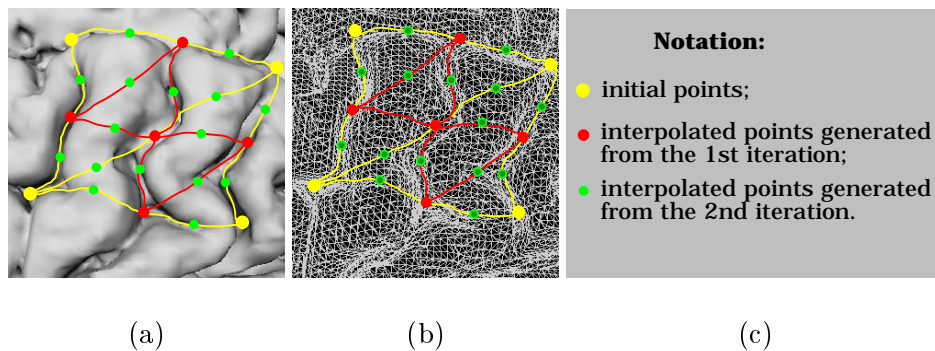 Notation:
initial points;
interpolated points generated
from the 1st iteration;
interpolated points generated
from the 2nd iteration.
(a)
(b)
(c)